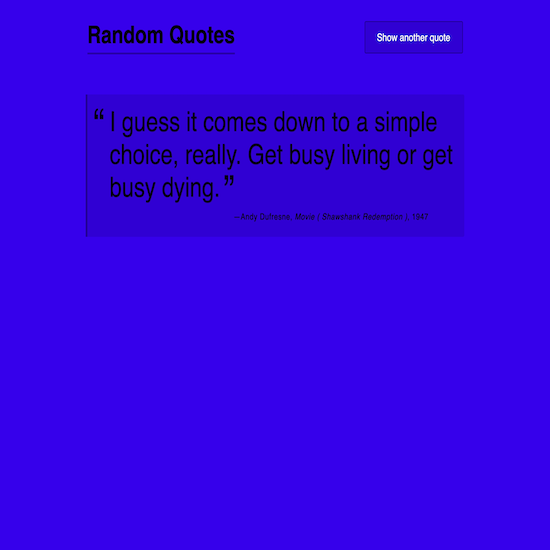 Random Quotes
Show another quote
“ I guess it comes down to a simple
choice, really. Get busy living or get
busy dying. ”
– Andy Dufresne, Movie ( Shawshank Redemption ), 1947